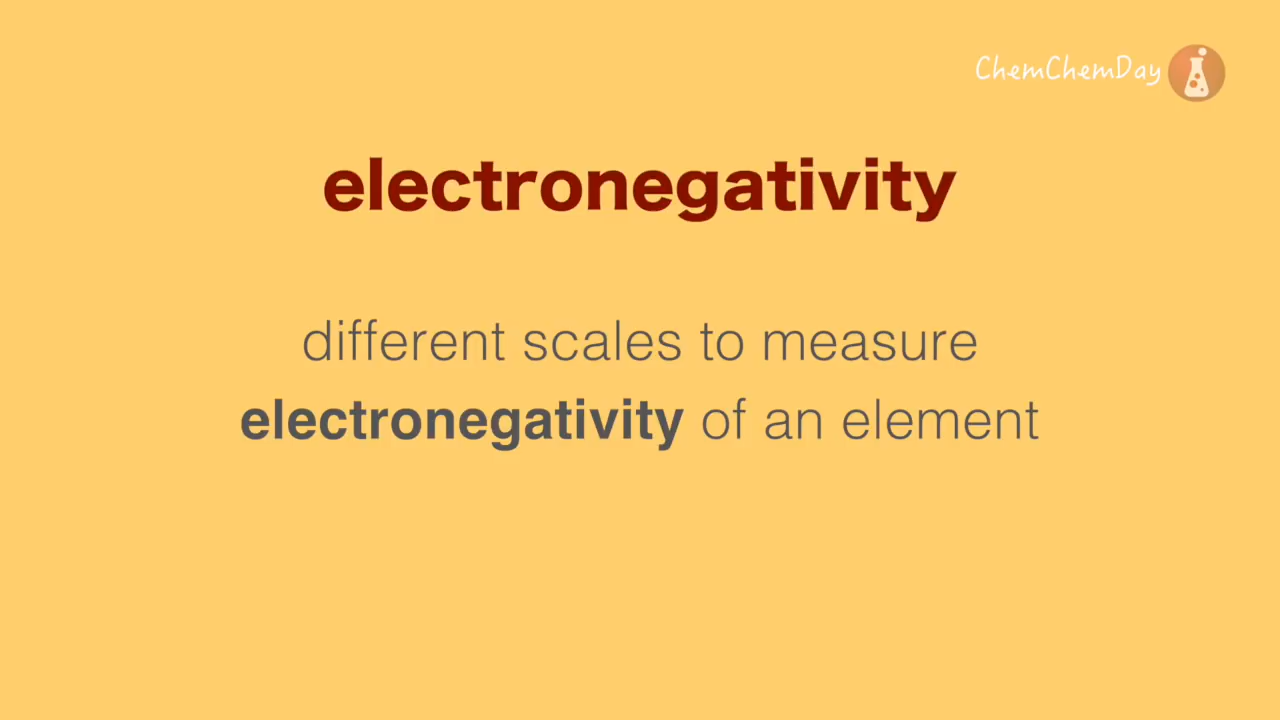 ChemChemDay
electronegativity
different scales to measure
electronegativity of an element